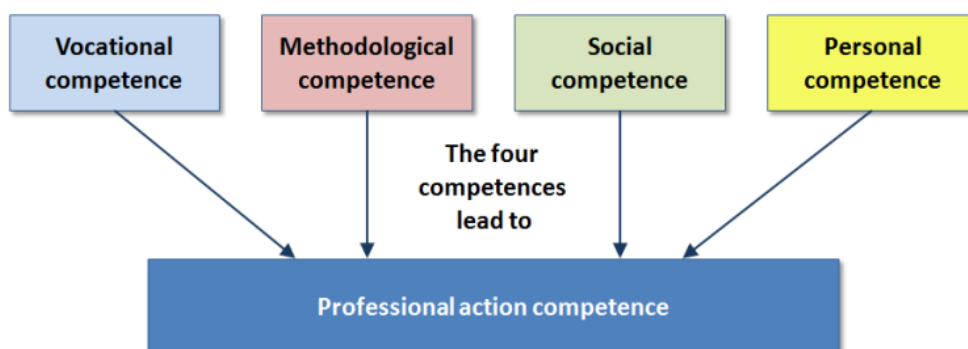 Vocational
competence
Methodological
competence
Social
competence
Personal
competence
The four
competences
lead to
Professional action competence